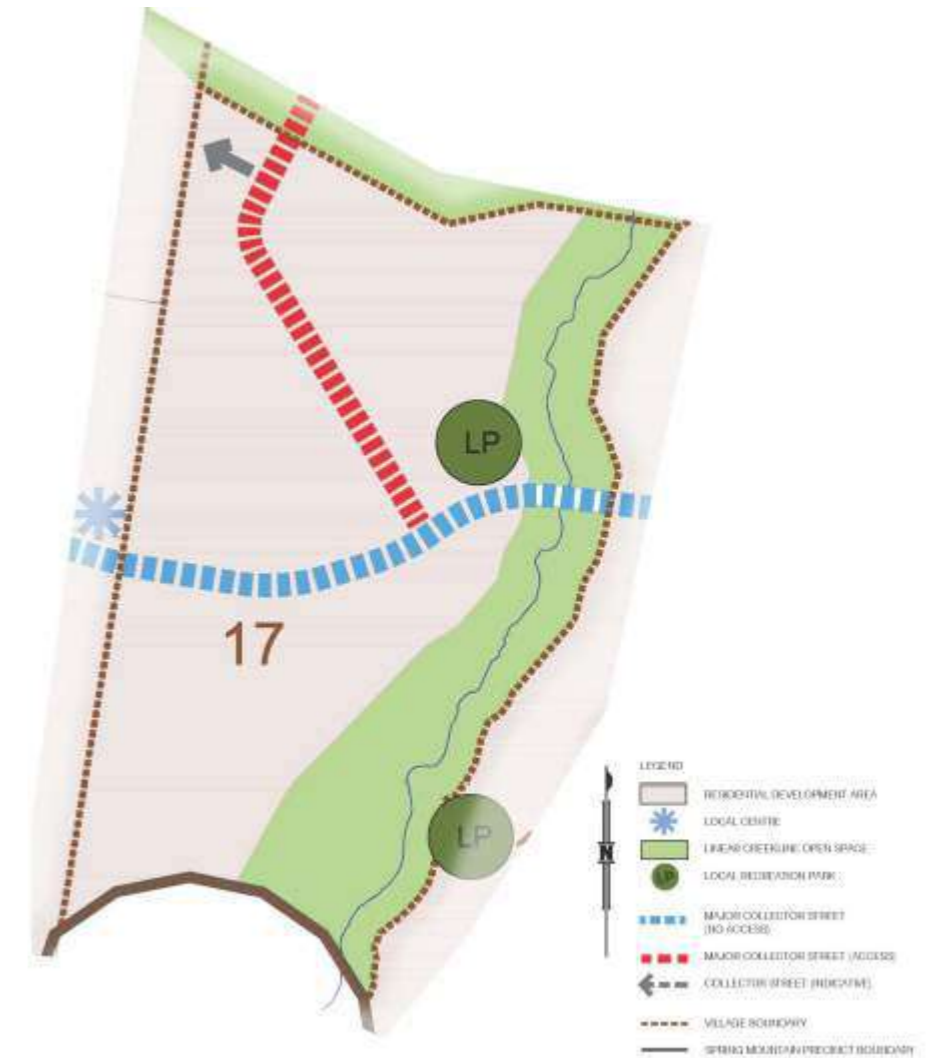 LP
17
LP
LEGEND
RESIDENTIAL DEVELOPMENT AREA
LOCAL CENTRE
LINEAR CREEKLINE OPEN SPACE
LP
LOCAL RECREATION PARK
N
MAJOR COLLECTOR STREET
(NO ACCESS)
MAJOR COLLECTOR STREET (ACCESS)
COLLECTOR STREET (INDICATIVE)
VILLAGE BOUNDARY
SPRING MOUNTAIN PRECINCT BOUNDARY